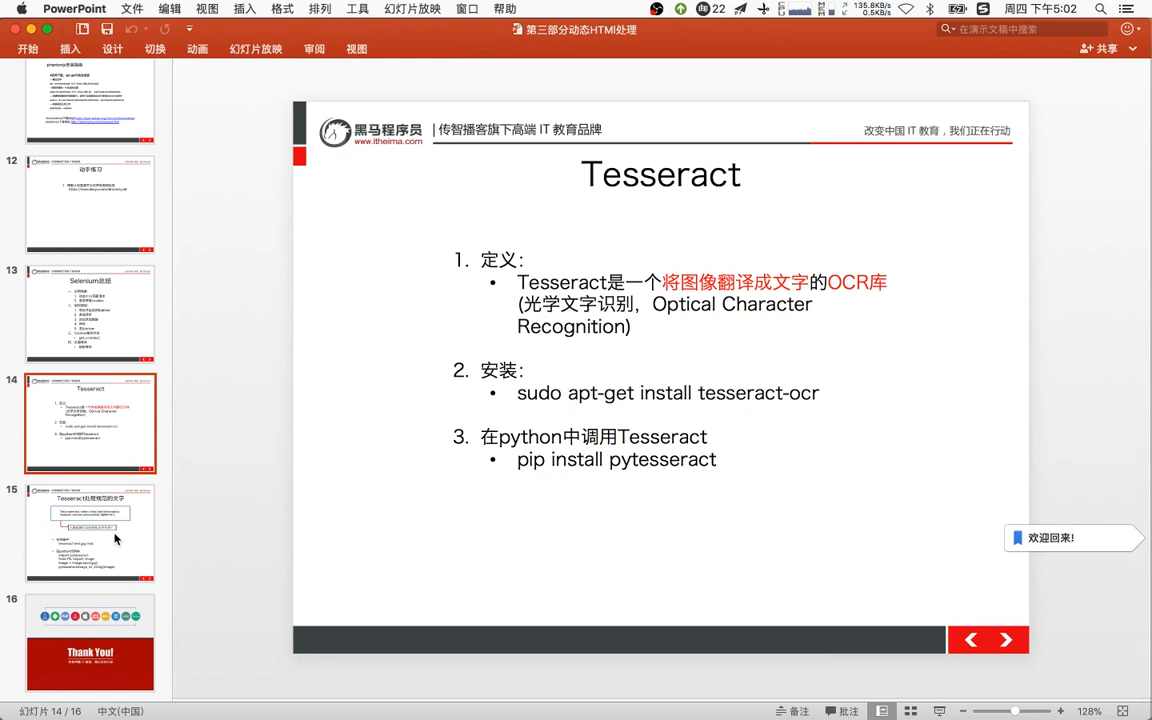 PowerPoint 文件 编辑 视图 插入 格式 排列 工具 幻灯片放映 窗口 帮助
22 135.8KB/s 0.5KB/s 周四 下午5:02
第三部分动态HTML处理
在演示文稿中搜索
开始 插入 设计 切换 动画 幻灯片放映 审阅 视图
共享
12
动手练习
13
Selenium总结
14
Tesseract
15
Tesseract处理规范的文字
16
Thank You!
黑马程序员
www.itheima.com
传智播客旗下高端 IT 教育品牌
改变中国 IT 教育，我们正在行动
Tesseract
1. 定义：
• Tesseract是一个将图像翻译成文字的OCR库
(光学文字识别，Optical Character
Recognition)
2. 安装：
• sudo apt-get install tesseract-ocr
3. 在python中调用Tesseract
• pip install pytesseract
欢迎回来！
幻灯片 14 / 16 中文(中国)
备注 批注 128%